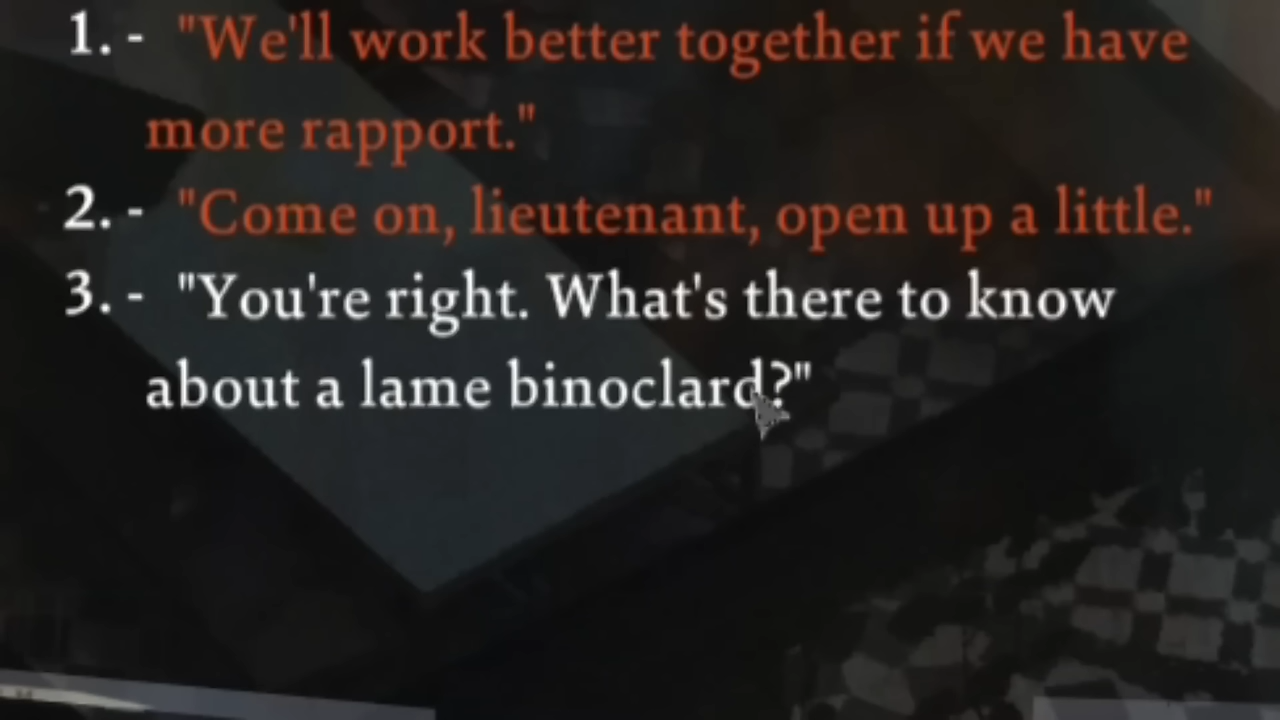 1. - "We'll work better together if we have
more rapport."
2. - "Come on, lieutenant, open up a little."
3. - "You're right. What's there to know
about a lame binoclard?"